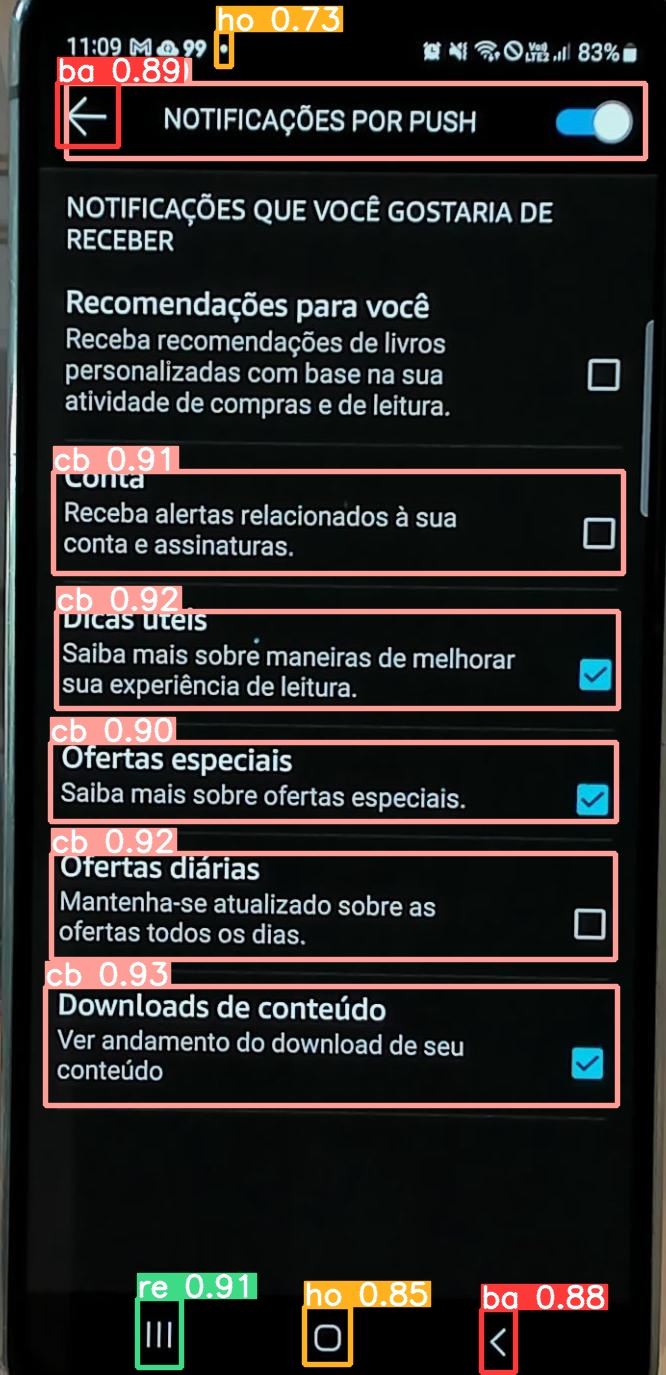 ho 0.73
11:09 99
83%
ba 0.89
NOTIFICAÇÕES POR PUSH
NOTIFICAÇÕES QUE VOCÊ GOSTARIA DE
RECEBER
Recomendações para você
Receba recomendações de livros
personalizadas com base na sua
atividade de compras e de leitura.
cb 0.91
Conta
Receba alertas relacionados à sua
conta e assinaturas.
cb 0.92
Dicas úteis
Saiba mais sobre maneiras de melhorar
sua experiência de leitura.
cb 0.90
Ofertas especiais
Saiba mais sobre ofertas especiais.
cb 0.92
Ofertas diárias
Mantenha-se atualizado sobre as
ofertas todos os dias.
cb 0.93
Downloads de conteúdo
Ver andamento do download de seu
conteúdo
re 0.91
ho 0.85
ba 0.88